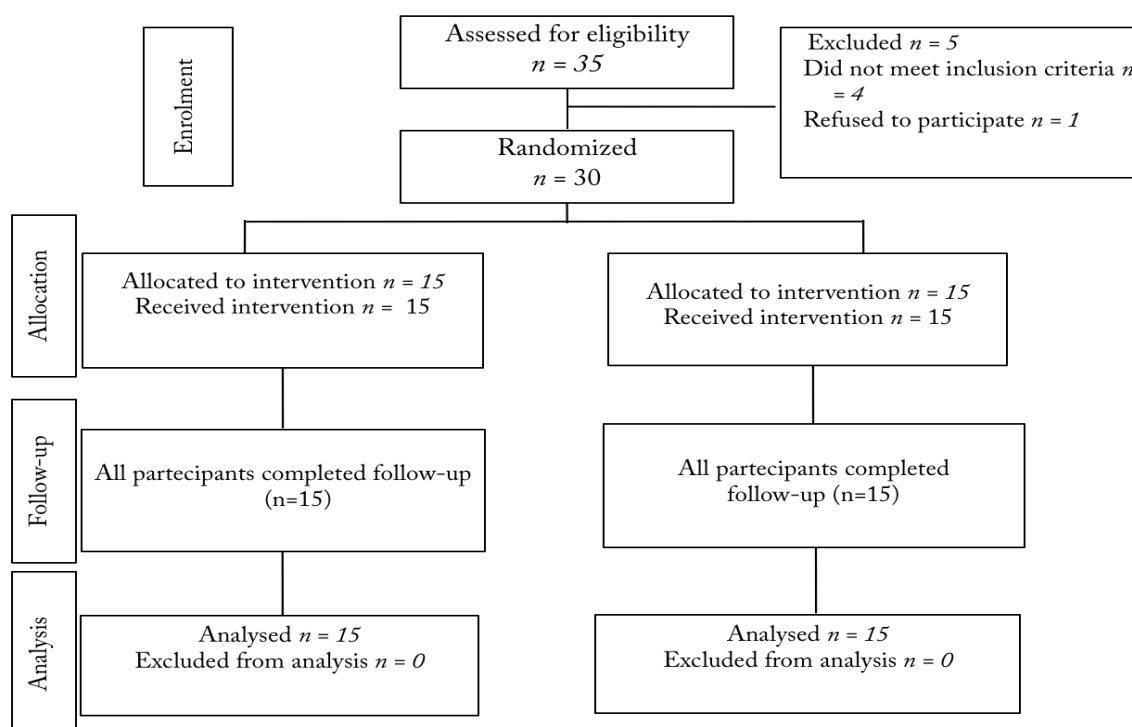 Enrolment
Assessed for eligibility
n = 35
Excluded n = 5
Did not meet inclusion criteria n
= 4
Refused to participate n = 1
Randomized
n = 30
Allocation
Allocated to intervention n = 15
Received intervention n = 15
Allocated to intervention n = 15
Received intervention n = 15
Follow-up
All partecipants completed follow-up
(n=15)
All partecipants completed
follow-up (n=15)
Analysis
Analysed n = 15
Excluded from analysis n = 0
Analysed n = 15
Excluded from analysis n = 0